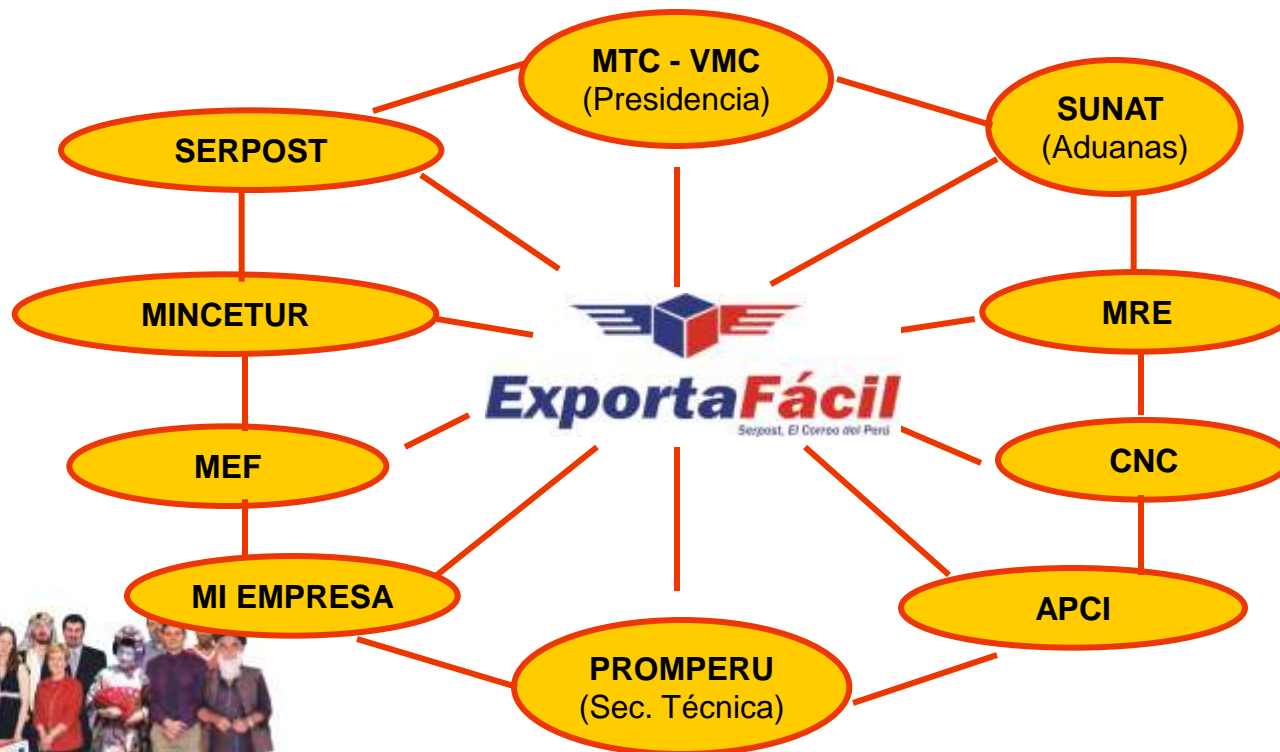 MTC - VMC
(Presidencia)
SUNAT
(Aduanas)
SERPOST
MINCETUR
MRE
ExportaFácil
Serpost, El Correo del Perú
MEF
CNC
MI EMPRESA
APCI
PROMPERU
(Sec. Técnica)